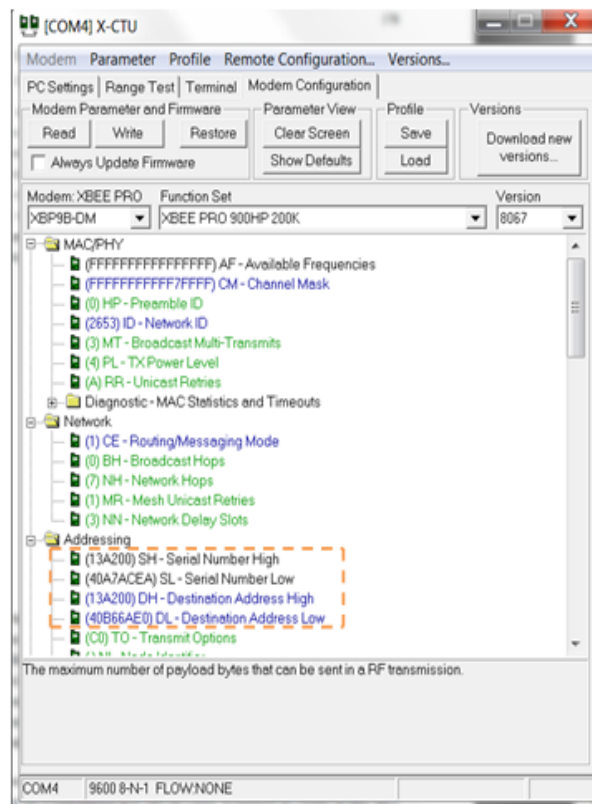 [COM4] X-CTU
Modem Parameter Profile Remote Configuration... Versions...
PC Settings Range Test Terminal Modem Configuration
Modem Parameter and Firmware Parameter View Profile Versions
Read Write Restore Clear Screen Save Download new versions...
Always Update Firmware Show Defaults Load
Modem: XBEE PRO Function Set Version
XBP9B-DM XBEE PRO 900HP 200K 8067
MAC/PHY
(FFFFFFFFFFFFFFFF) AF - Available Frequencies
(FFFFFFFFFFF7FFFF) CM - Channel Mask
(0) HP - Preamble ID
(2653) ID - Network ID
(3) MT - Broadcast Multi-Transmits
(4) PL - TX Power Level
(A) RR - Unicast Retries
Diagnostic - MAC Statistics and Timeouts
Network
(1) CE - Routing/Messaging Mode
(0) BH - Broadcast Hops
(7) NH - Network Hops
(1) MR - Mesh Unicast Retries
(3) NN - Network Delay Slots
Addressing
(13A200) SH - Serial Number High
(40A7ACEA) SL - Serial Number Low
(13A200) DH - Destination Address High
(40B66AE0) DL - Destination Address Low
(C0) TO - Transmit Options
The maximum number of payload bytes that can be sent in a RF transmission.
COM4 9600 8-N-1 FLOW:NONE